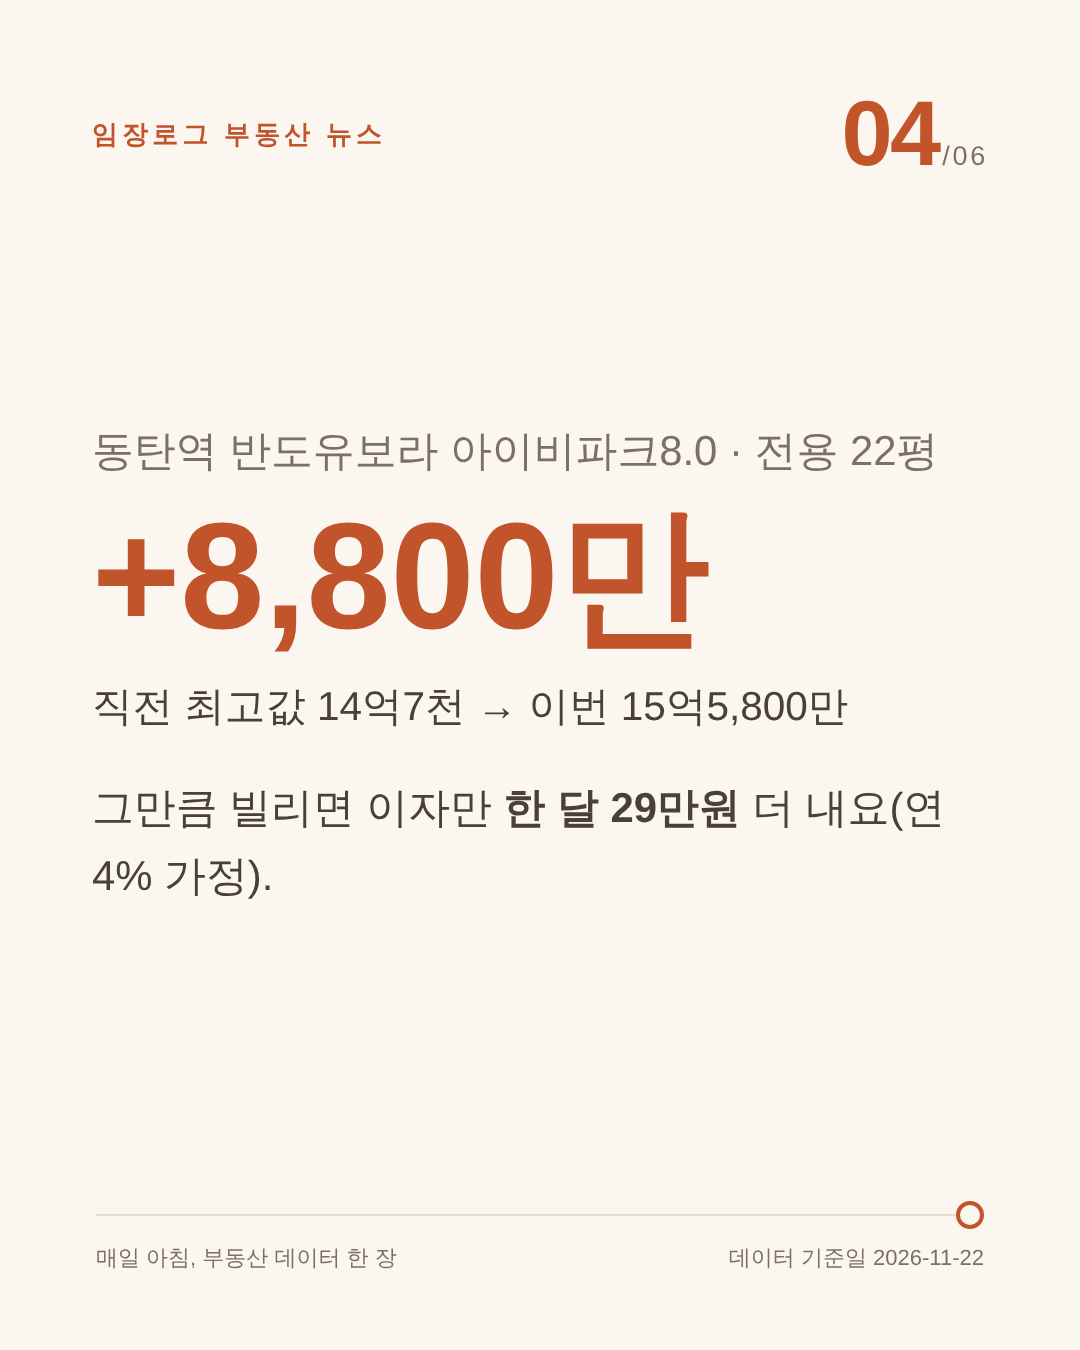 임장로그 부동산 뉴스
04/06
동탄역 반도유보라 아이비파크8.0 · 전용 22평
+8,800만
직전 최고값 14억7천 → 이번 15억5,800만
그만큼 빌리면 이자만 한 달 29만원 더 내요(연
4% 가정).
매일 아침, 부동산 데이터 한 장
데이터 기준일 2026-11-22